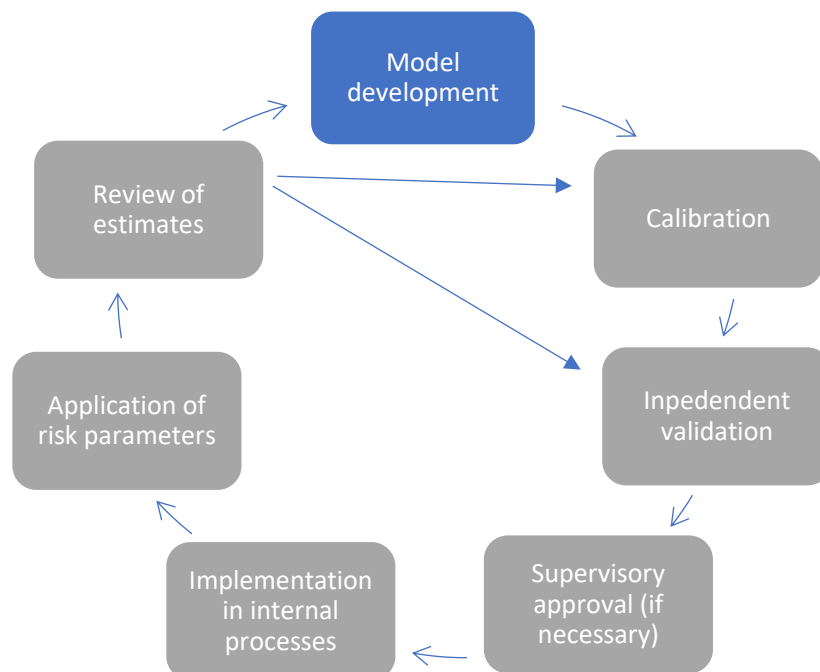 Model
development
Calibration
Inpedendent
validation
Supervisory
approval (if
necessary)
Implementation
in internal
processes
Application of
risk parameters
Review of
estimates